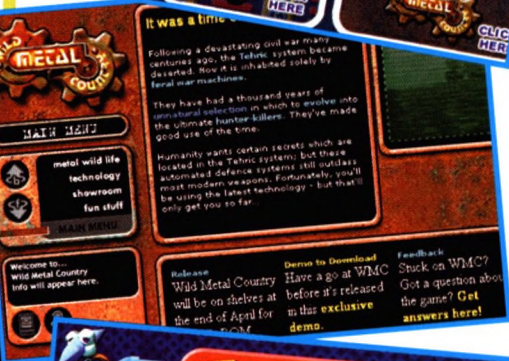 HERE
CLIC
HERE
WILD
METAL
COUNTRY
MAIN MENU
metal wild life
technology
showroom
fun stuff
MAIN MENU
Welcome to...
Wild Metal Country
Info will appear here.
It was a time
Following a devastating civil war many
centuries ago, the Tehric system became
deserted. Now it is inhabited solely by
feral war machines.
They have had a thousand years of
unnatural selection in which to evolve into
the ultimate hunter-killers. They've made
good use of the time.
Humanity wants certain secrets which are
located in the Tehric system; but these
automated defence systems still outclass
most modern weapons. Fortunately, you'll
be using the latest technology - but that'll
only get you so far...
Release
Wild Metal Country
will be on shelves at
the end of April for
ROM
Demo to Download
Have a go at WMC
before it's released
in this exclusive
demo.
Feedback
Stuck on WMC?
Got a question abou
the game? Get
answers here!